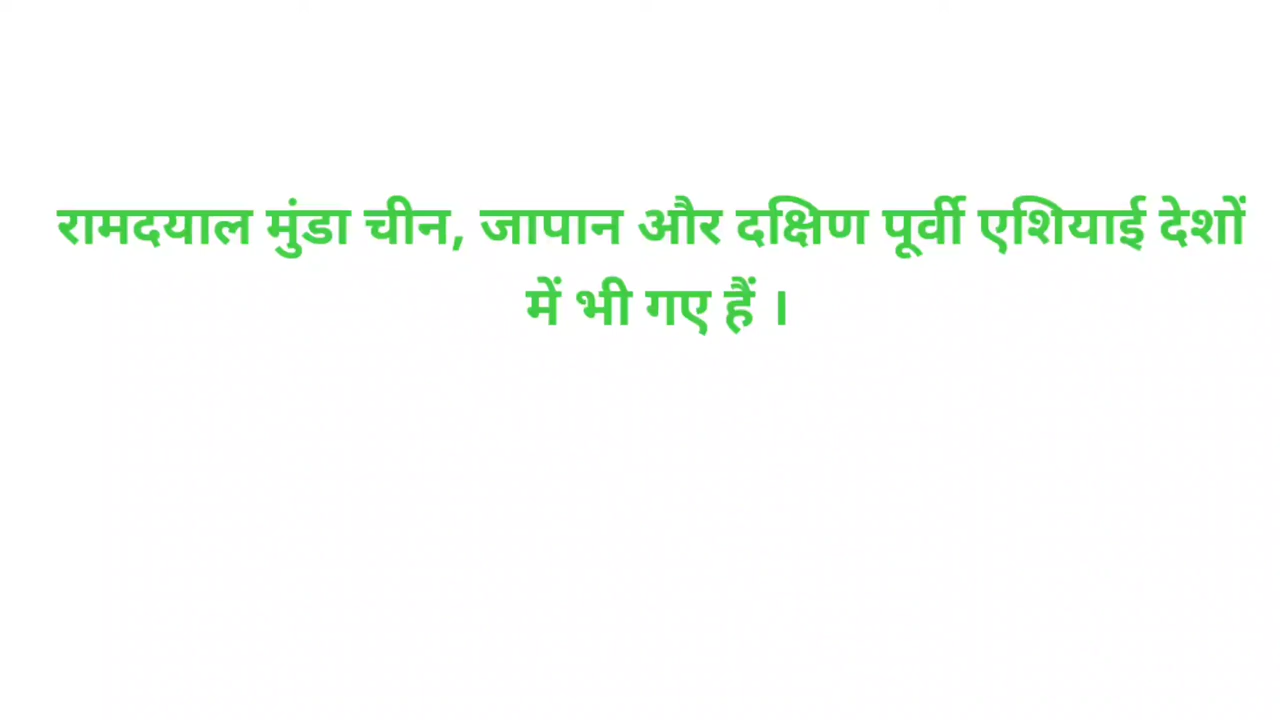 रामदयाल मुंडा चीन, जापान और दक्षिण पूर्वी एशियाई देशों
में भी गए हैं ।